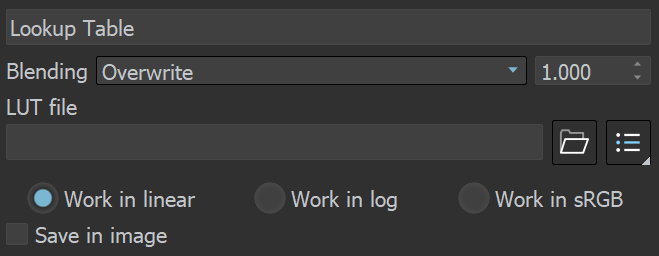 Lookup Table
Blending Overwrite 1.000
LUT file
Work in linear Work in log Work in sRGB
Save in image